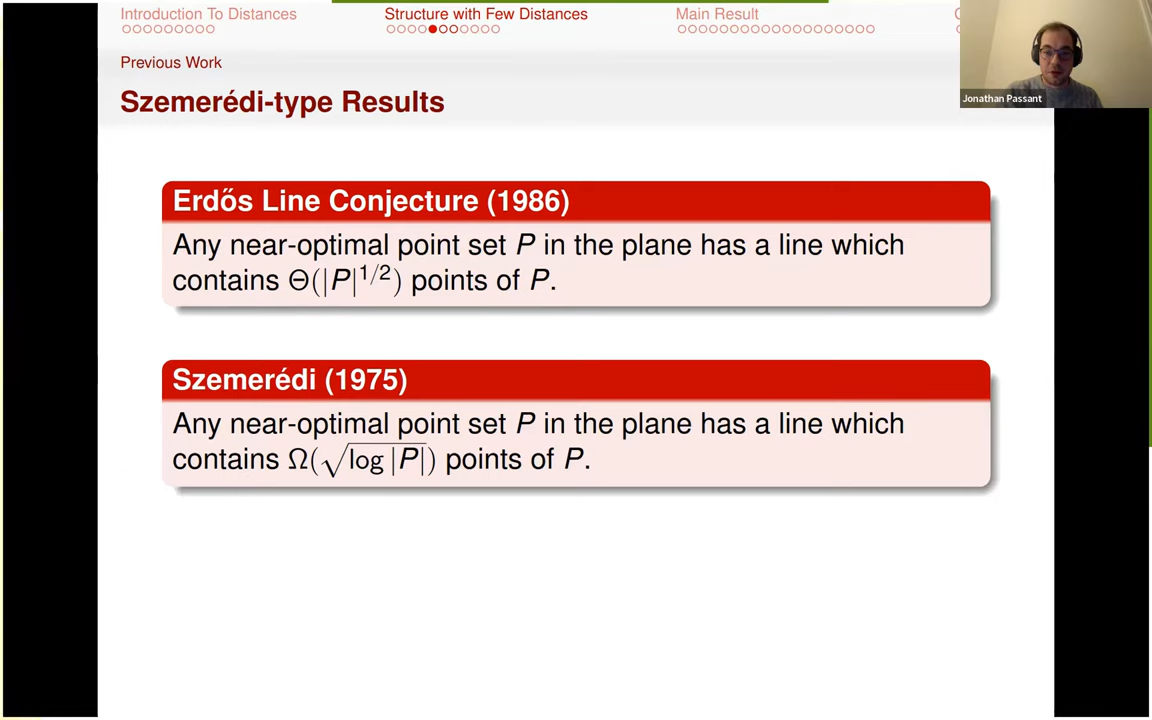 Introduction To Distances
Structure with Few Distances
Main Result
Previous Work
Szemerédi-type Results
Jonathan Passant
Erdős Line Conjecture (1986)
Any near-optimal point set P in the plane has a line which
contains Θ(|P|^{1/2}) points of P.
Szemerédi (1975)
Any near-optimal point set P in the plane has a line which
contains Ω(√log |P|) points of P.